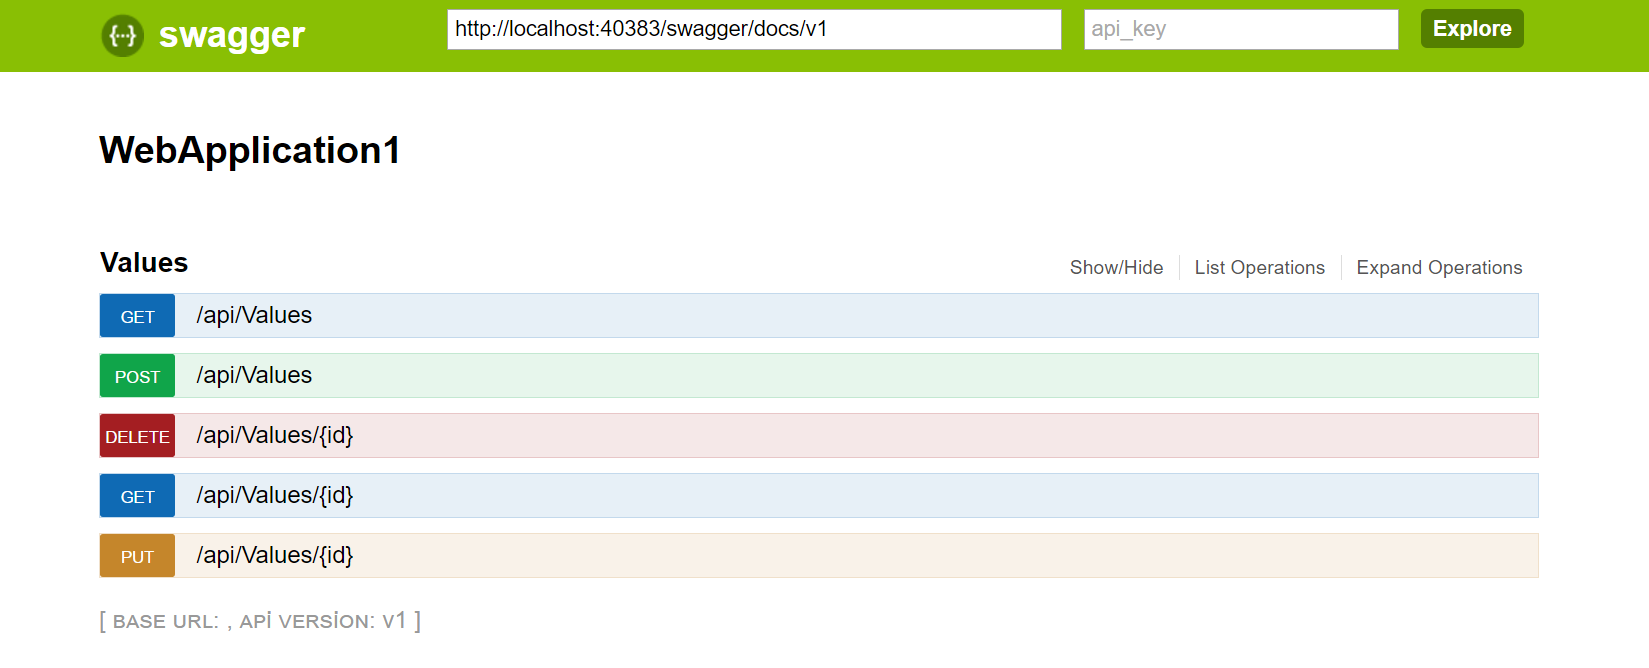 {···} swagger http://localhost:40383/swagger/docs/v1 api_key Explore
WebApplication1
Values Show/Hide List Operations Expand Operations
GET /api/Values
POST /api/Values
DELETE /api/Values/{id}
GET /api/Values/{id}
PUT /api/Values/{id}
[ BASE URL: , APİ VERSİON: V1 ]